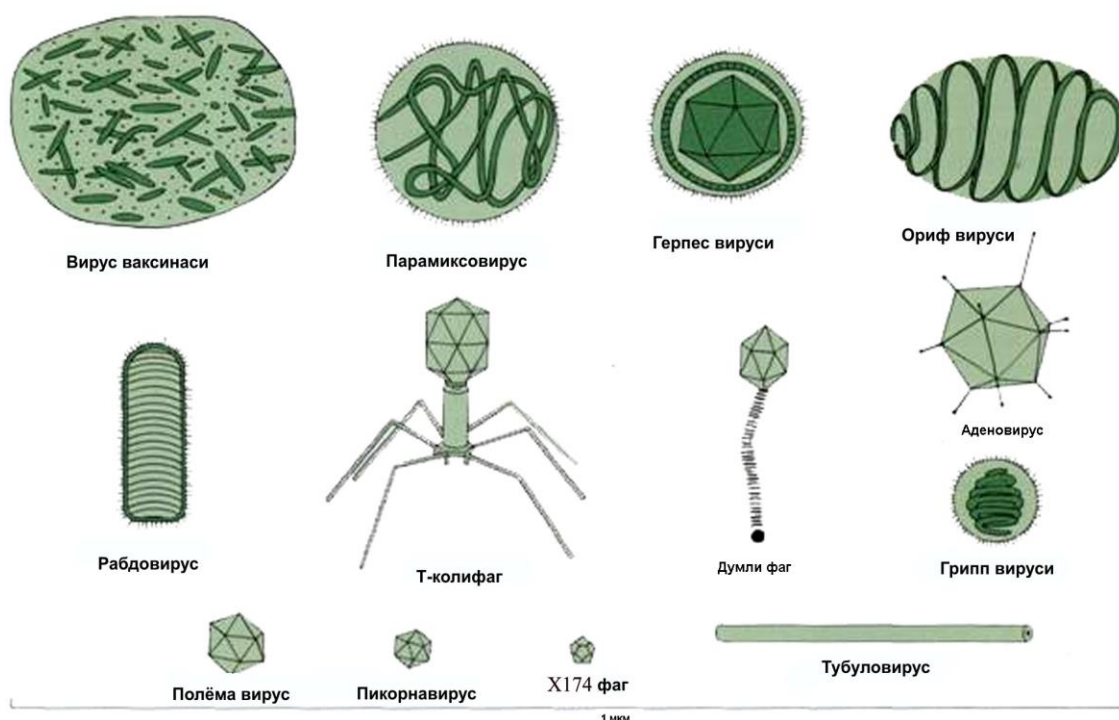 Вирус ваксинаси
Парамиксовирус
Герпес вируси
Ориф вируси
Рабдовирус
Т-колифаг
Думли фаг
Аденовирус
Грипп вируси
Полёма вирус
Пикорнавирус
X174 фаг
Тубуловирус
1 мкм